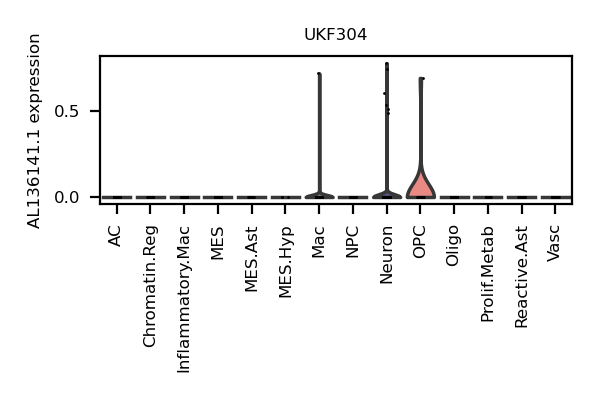 UKF304
AL136141.1 expression
0.5
0.0
AC
Chromatin.Reg
Inflammatory.Mac
MES
MES.Ast
MES.Hyp
Mac
NPC
Neuron
OPC
Oligo
Prolif.Metab
Reactive.Ast
Vasc